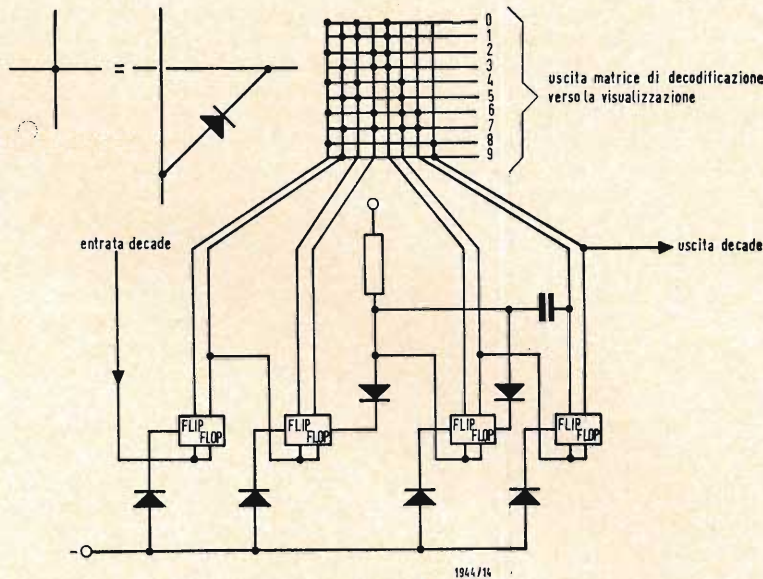 =
0
1
2
3
4
5
6
7
8
9
uscita matrice di decodificazione
verso la visualizzazione
entrata decade
uscita decade
FLIP
FLOP
FLIP
FLOP
FLIP
FLOP
FLIP
FLOP
-
1944/14